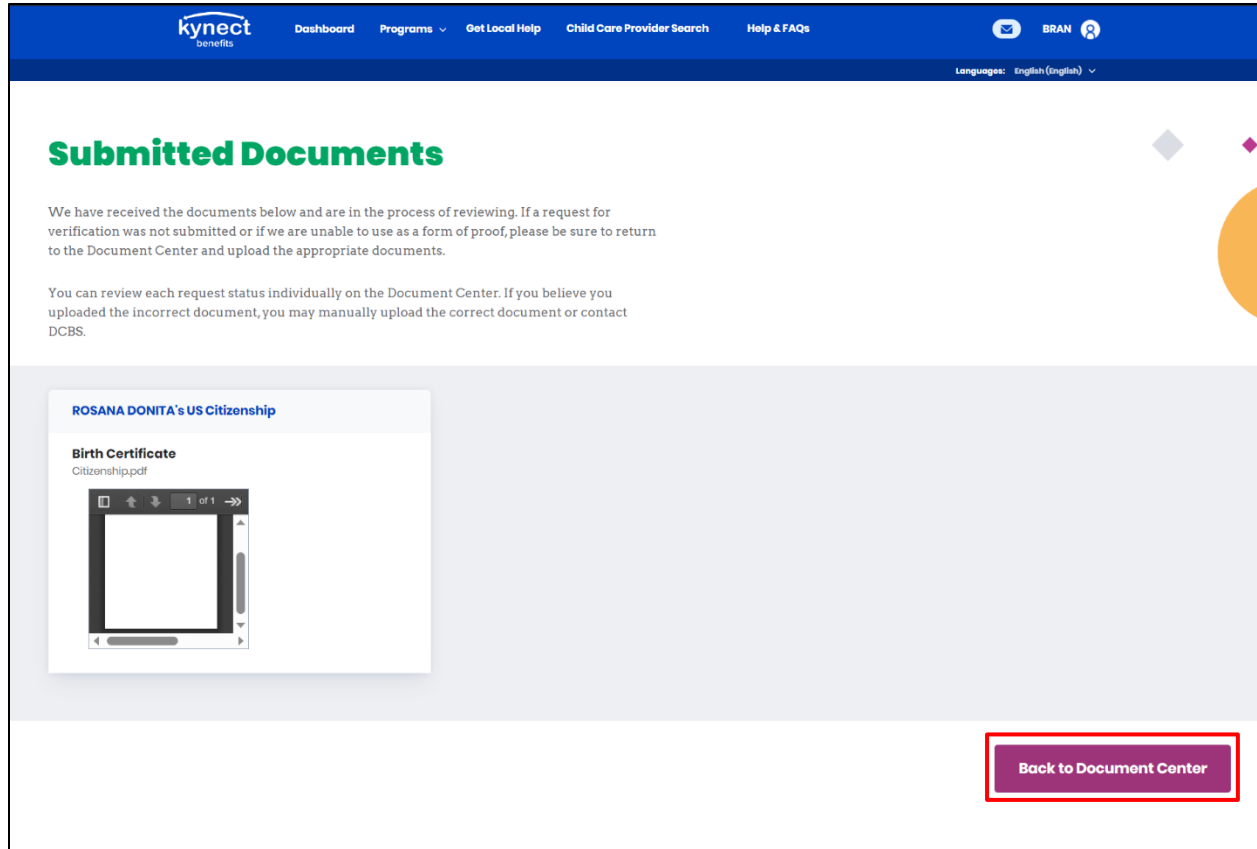 kynect
benefits
Dashboard Programs Get Local Help Child Care Provider Search Help & FAQs BRAN
Languages: English (English)
Submitted Documents
We have received the documents below and are in the process of reviewing. If a request for
verification was not submitted or if we are unable to use as a form of proof, please be sure to return
to the Document Center and upload the appropriate documents.
You can review each request status individually on the Document Center. If you believe you
uploaded the incorrect document, you may manually upload the correct document or contact
DCBS.
ROSANA DONITA's US Citizenship
Birth Certificate
Citizenship.pdf
1 of 1
Back to Document Center